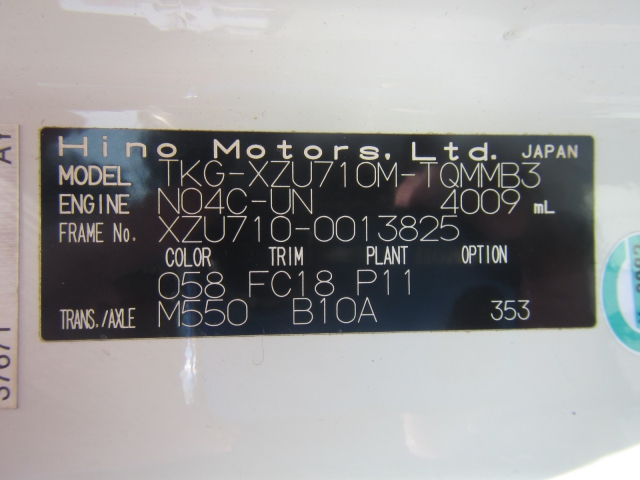 Hino Motors, Ltd. JAPAN
MODEL TKG-XZU710M-TQMMB3
ENGINE N04C-UN 4009 mL
FRAME No. XZU710-0013825
COLOR TRIM PLANT OPTION
058 FC18 P11
TRANS./AXLE M550 B10A 353
AY